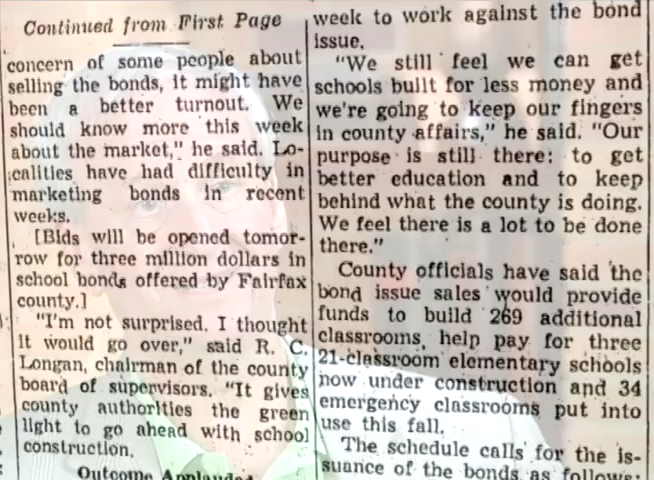 Continued from First Page
concern of some people about
selling the bonds, it might have
been a better turnout. We
should know more this week
about the market," he said. Lo-
calities have had difficulty in
marketing bonds in recent
weeks.
[Bids will be opened tomor-
row for three million dollars in
school bonds offered by Fairfax
county.]
"I'm not surprised. I thought
it would go over," said R. C.
Longan, chairman of the county
board of supervisors. "It gives
county authorities the green
light to go ahead with school
construction.
Outcome Applauded
week to work against the bond
issue.
"We still feel we can get
schools built for less money and
we're going to keep our fingers
in county affairs," he said. "Our
purpose is still there: to get
better education and to keep
behind what the county is doing.
We feel there is a lot to be done
there."
County officials have said the
bond issue sales would provide
funds to build 269 additional
classrooms, help pay for three
21-classroom elementary schools
now under construction and 34
emergency classrooms put into
use this fall.
The schedule calls for the is-
suance of the bonds as follows: